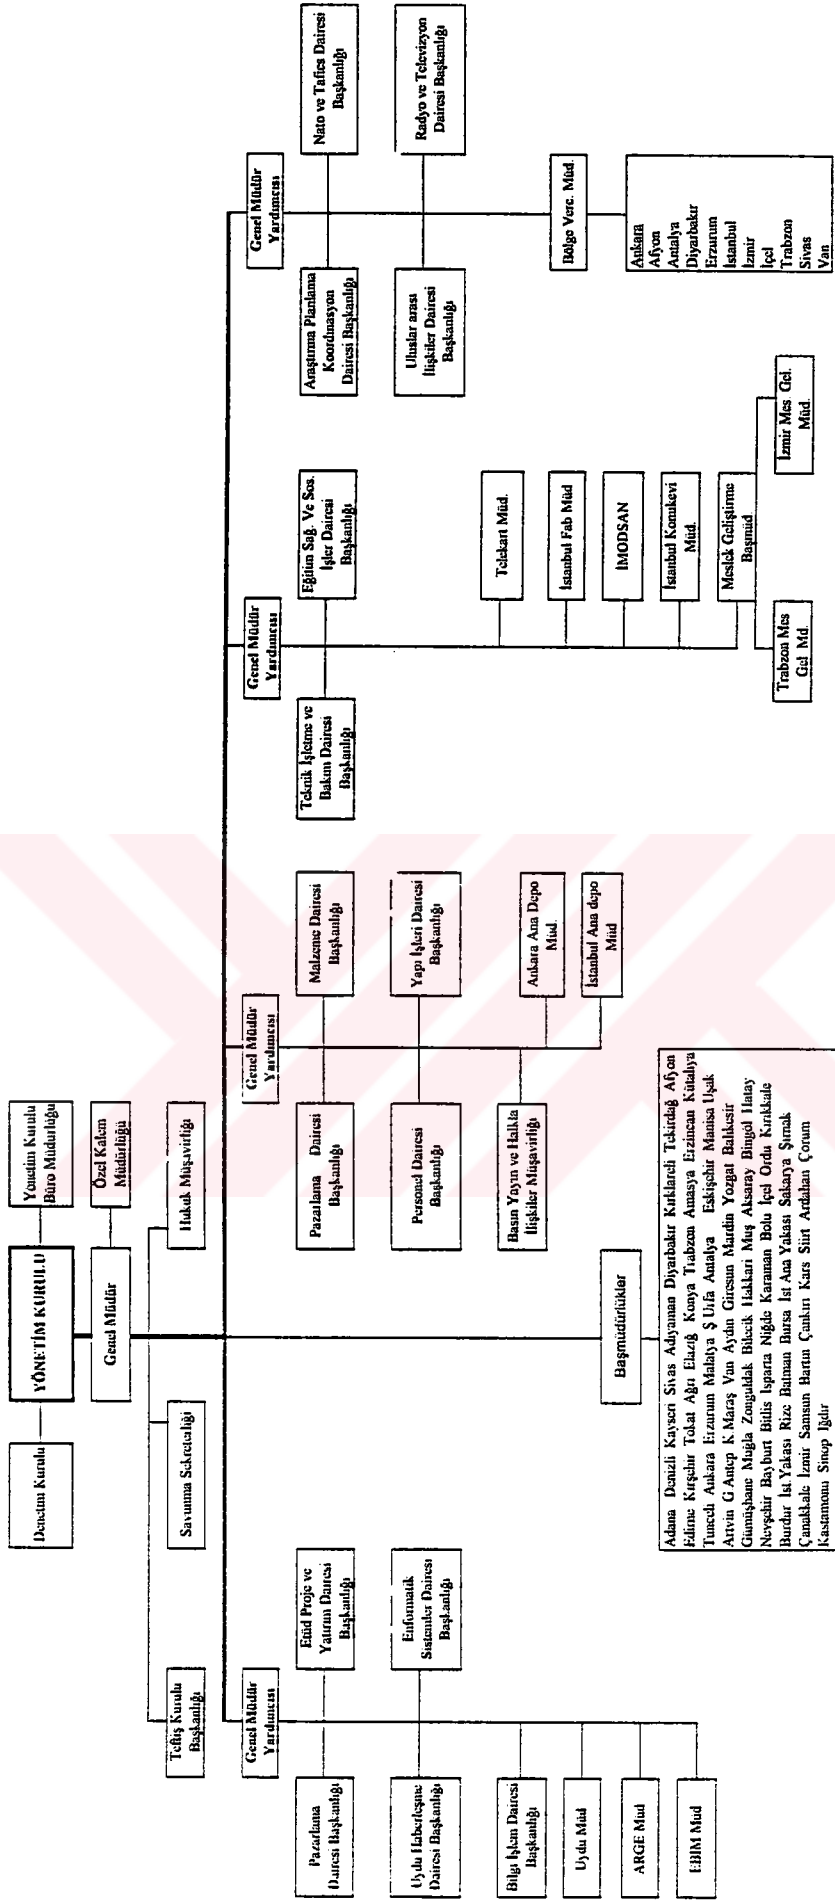 Denetim Kurulu
YÖNETİM KURULU
Yönetim Kurulu
Büro Müdürlüğü
Genel Müdür
Özel Kalem
Müdürlüğü
Teftiş Kurulu
Başkanlığı
Savunma Sekreterliği
Hukuk Müşavirliği
Genel Müdür
Yardımcısı
Pazarlama
Dairesi Başkanlığı
Etüd Proje ve
Yatırım Dairesi
Başkanlığı
Uydu Haberleşme
Dairesi Başkanlığı
Enformatik
Sistemler Dairesi
Başkanlığı
Bilgi İşlem Dairesi
Başkanlığı
Uydu Müd
ARGE Müd
EBİM Müd
Başmüdürlükler
Adana Denizli Kayseri Sivas Adıyaman Diyarbakır Kırklareli Tekirdağ Afyon
Edirne Kırşehir Tokat Ağrı Elazığ Konya Trabzon Amasya Erzincan Kütahya
Tunceli Ankara Erzurum Malatya Ş Urfa Antalya Eskişehir Manisa Uşak
Artvin G Antep K Maraş Van Aydın Giresun Mardin Yozgat Balıkesir
Gümüşhane Muğla Zonguldak Bilecik Hakkari Muş Aksaray Bingöl Hatay
Nevşehir Bayburt Bitlis Isparta Niğde Karaman Bolu İçel Ordu Kırıkkale
Burdur İst.Yakası Rize Batman Bursa İst Ana Yakası Sakarya Şırnak
Çanakkale İzmir Samsun Bartın Çankırı Kars Siirt Ardahan Çorum
Kastamonu Sinop Iğdır
Genel Müdür
Yardımcısı
Pazarlama Dairesi
Başkanlığı
Malzeme Dairesi
Başkanlığı
Personel Dairesi
Başkanlığı
Yapı İşleri Dairesi
Başkanlığı
Basın Yayın ve Halkla
İlişkiler Müşavirliği
Ankara Ana Depo
Müd.
İstanbul Ana depo
Müd
Genel Müdür
Yardımcısı
Teknik İşletme ve
Bakım Dairesi
Başkanlığı
Eğitim Sağ. Ve Sos.
İşler Dairesi
Başkanlığı
Telekart Müd.
İstanbul Fab Müd
İMODSAN
İstanbul Konukevi
Müd.
Meslek Geliştirme
Başmüd
Trabzon Mes
Gel Md.
İzmir Mes. Gel.
Müd.
Genel Müdür
Yardımcısı
Araştırma Planlama
Koordinasyon
Dairesi Başkanlığı
Nato ve Tafics Dairesi
Başkanlığı
Uluslar arası
İlişkiler Dairesi
Başkanlığı
Radyo ve Televizyon
Dairesi Başkanlığı
Bölge Verc. Müd.
Ankara
Afyon
Antalya
Diyarbakır
Erzurum
İstanbul
İzmir
İçel
Trabzon
Sivas
Van